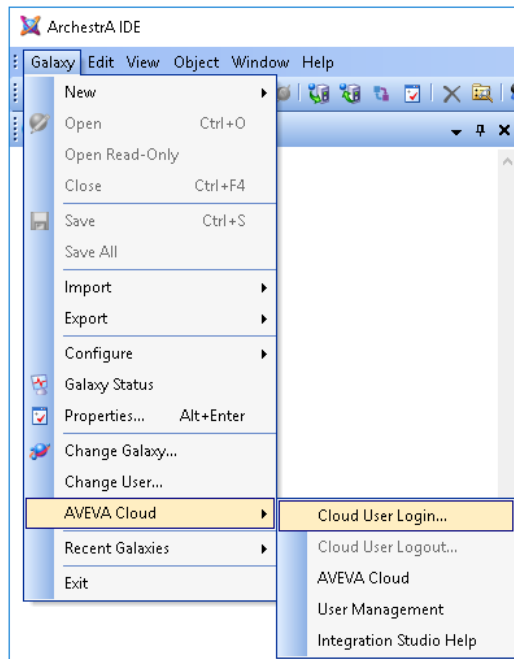 ArchestrA IDE
Galaxy Edit View Object Window Help
New
Open Ctrl+O
Open Read-Only
Close Ctrl+F4
Save Ctrl+S
Save All
Import
Export
Configure
Galaxy Status
Properties... Alt+Enter
Change Galaxy...
Change User...
AVEVA Cloud
Cloud User Login...
Recent Galaxies
Cloud User Logout...
Exit
AVEVA Cloud
User Management
Integration Studio Help